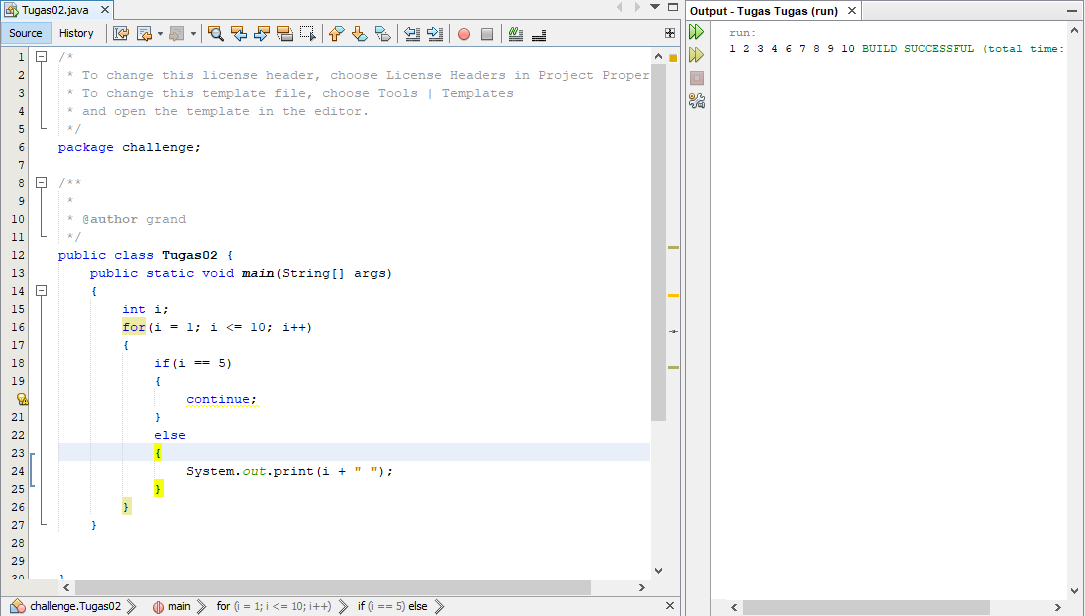 Tugas02.java
Source History
1 /*
2 * To change this license header, choose License Headers in Project Proper
3 * To change this template file, choose Tools | Templates
4 * and open the template in the editor.
5 */
6 package challenge;
7
8 /**
9 *
10 * @author grand
11 */
12 public class Tugas02 {
13 public static void main(String[] args)
14 {
15 int i;
16 for(i = 1; i <= 10; i++)
17 {
18 if(i == 5)
19 {
continue;
21 }
22 else
23 {
24 System.out.print(i + " ");
25 }
26 }
27 }
28
29
30 }
challenge.Tugas02 main for (i = 1; i <= 10; i++) if (i == 5) else
Output - Tugas Tugas (run)
run:
1 2 3 4 6 7 8 9 10 BUILD SUCCESSFUL (total time: